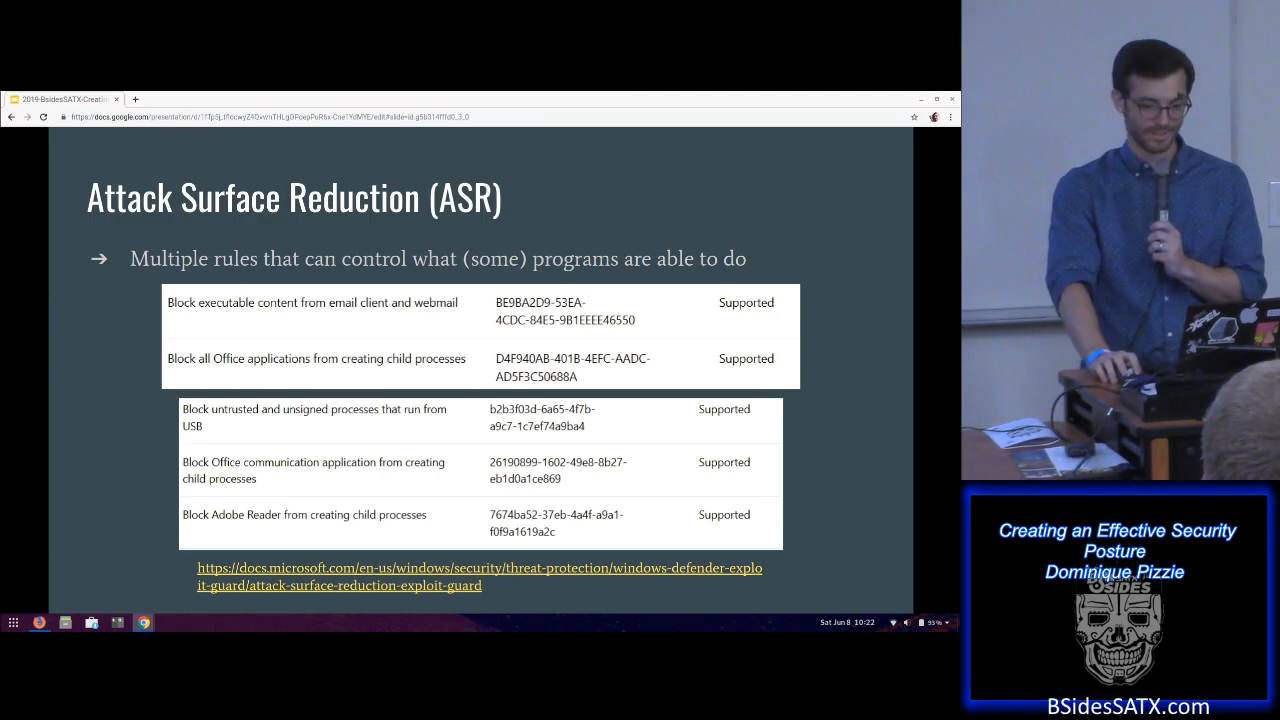 2019-BsidesSATX-Creatin
https://docs.google.com/presentation/d/
Attack Surface Reduction (ASR)
➔ Multiple rules that can control what (some) programs are able to do
Block executable content from email client and webmail BE9BA2D9-53EA- Supported
4CDC-84E5-9B1EEEE46550
Block all Office applications from creating child processes D4F940AB-401B-4EFC-AADC- Supported
AD5F3C50688A
Block untrusted and unsigned processes that run from b2b3f03d-6a65-4f7b- Supported
USB a9c7-1c7ef74a9ba4
Block Office communication application from creating 26190899-1602-49e8-8b27- Supported
child processes eb1d0a1ce869
Block Adobe Reader from creating child processes 7674ba52-37eb-4a4f-a9a1- Supported
f0f9a1619a2c
https://docs.microsoft.com/en-us/windows/security/threat-protection/windows-defender-explo
it-guard/attack-surface-reduction-exploit-guard
Sat Jun 8 10:22 93%
XPEL
Creating an Effective Security
Posture
Dominique Pizzie
BSIDES
BSidesSATX.com